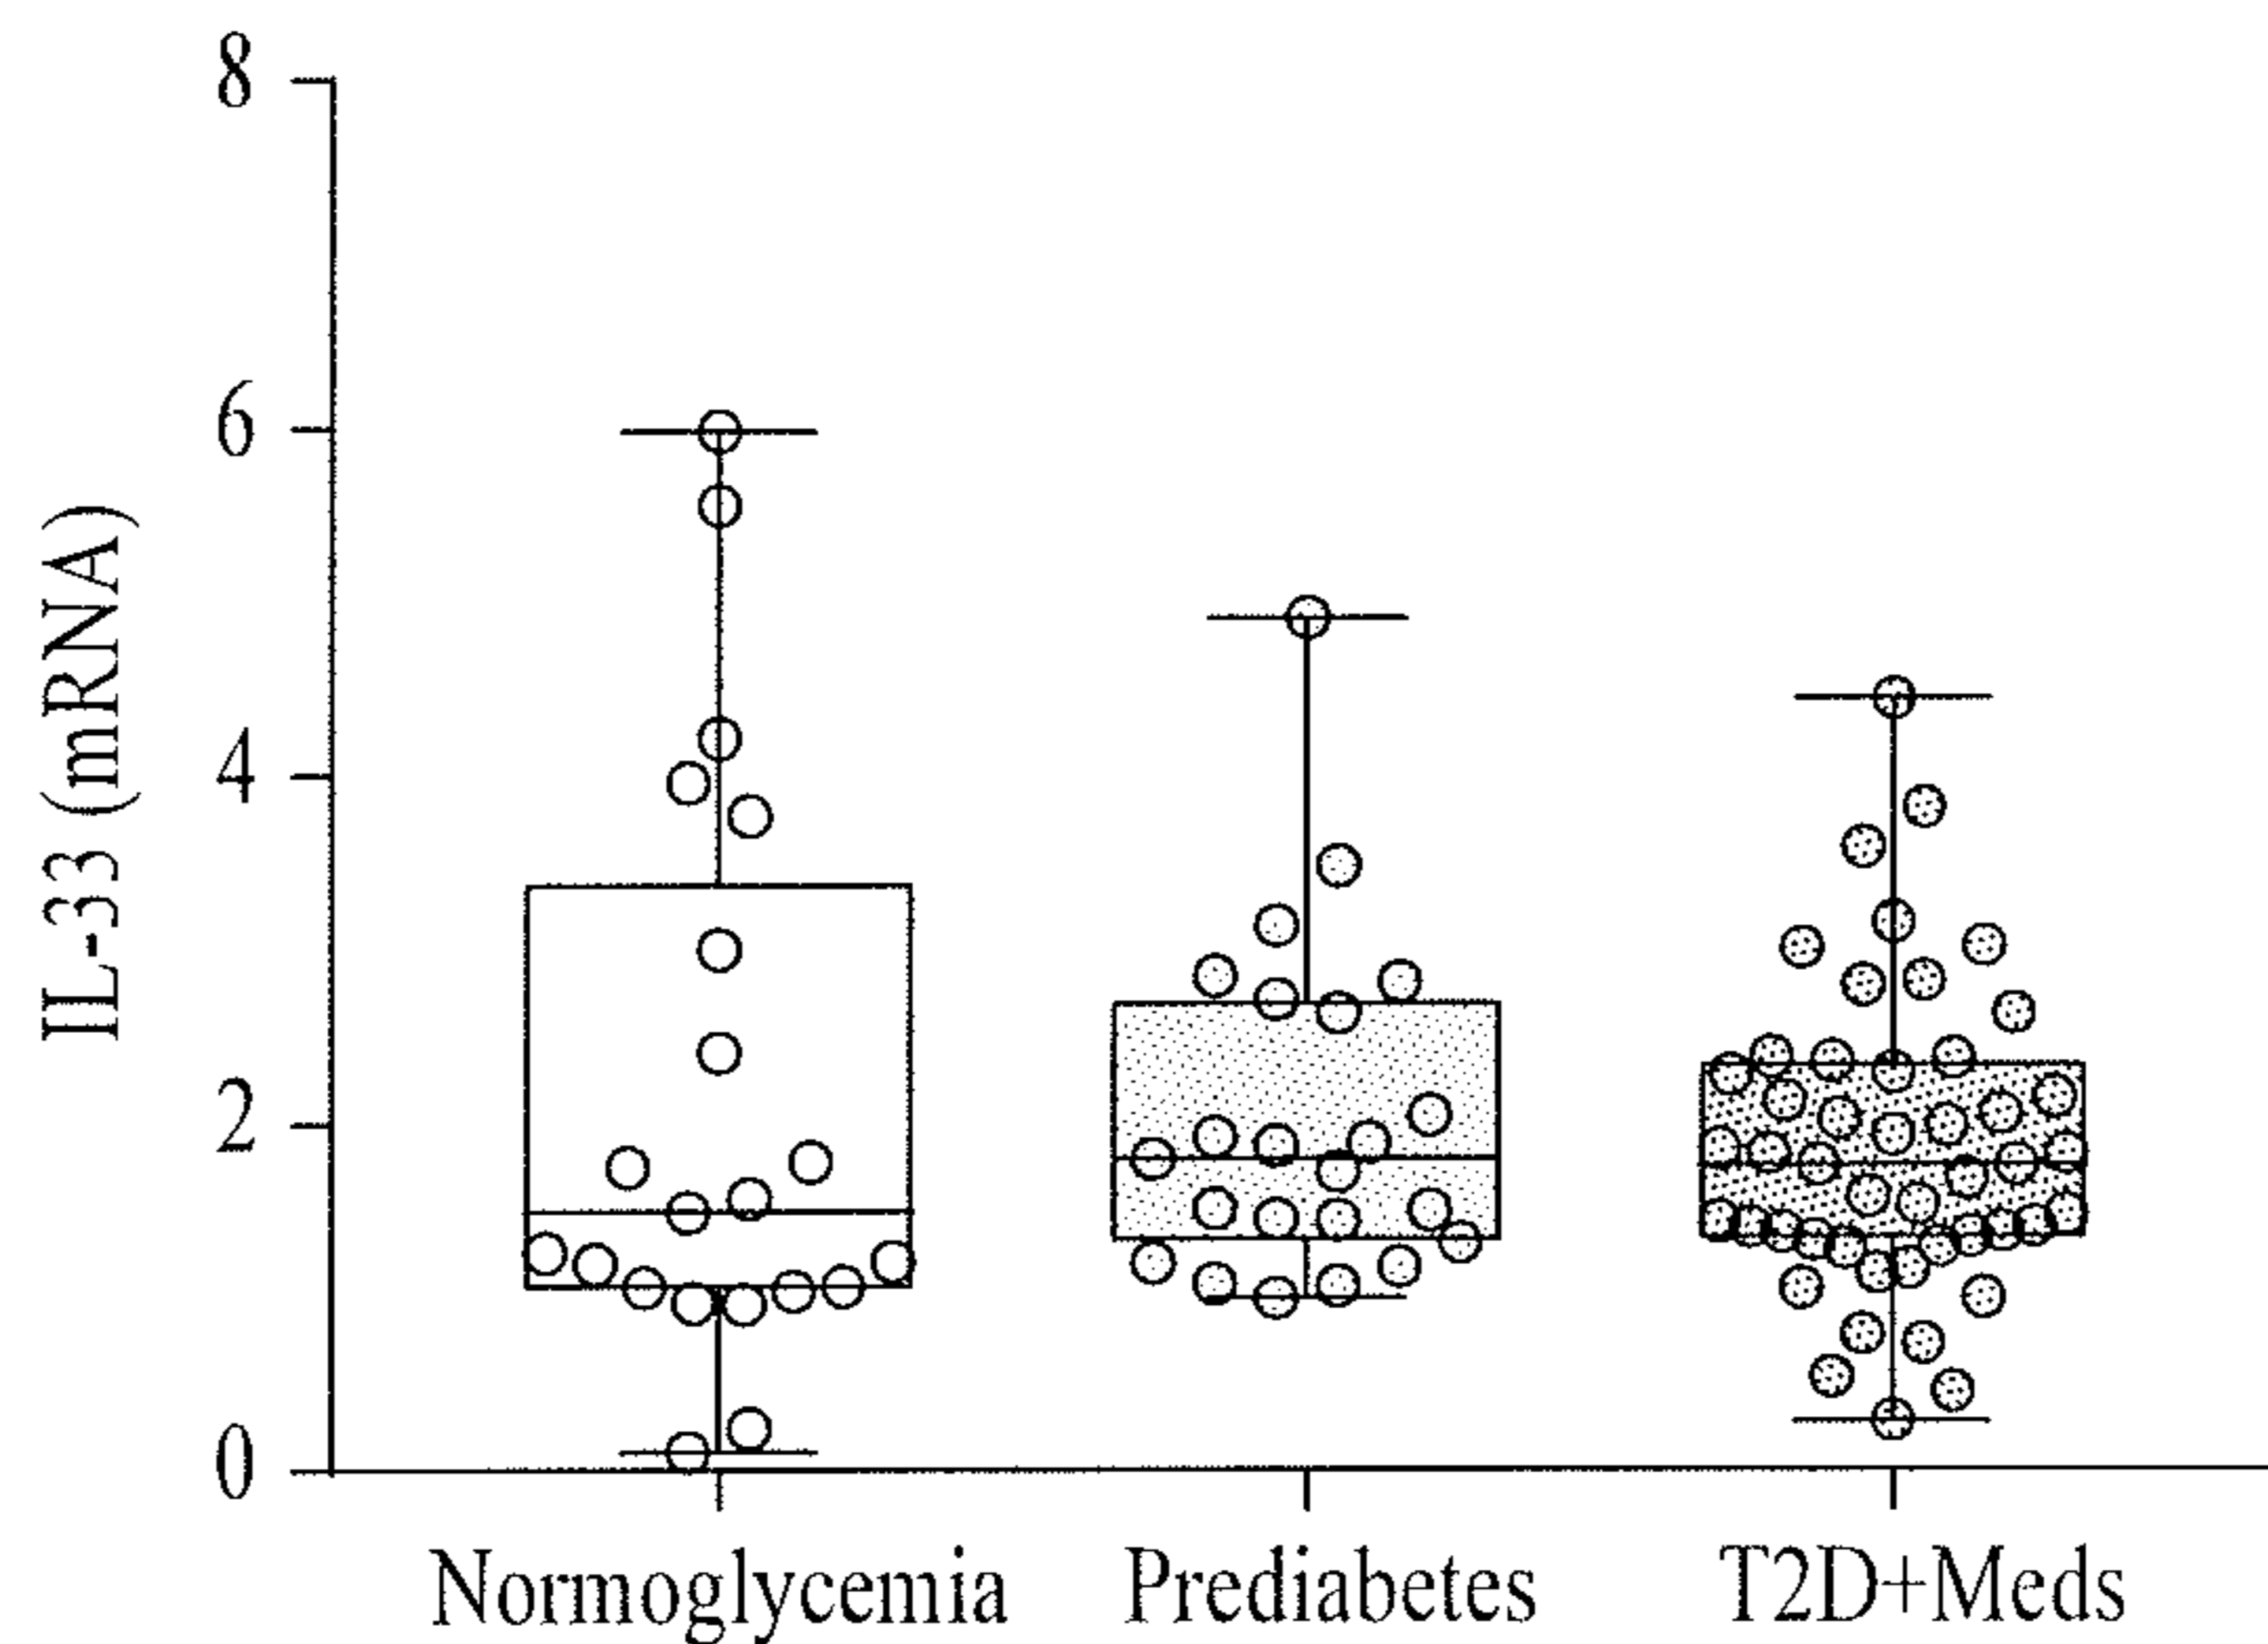 8
6
4
2
0
IL-33 (mRNA)
Normoglycemia
Prediabetes
T2D+Meds